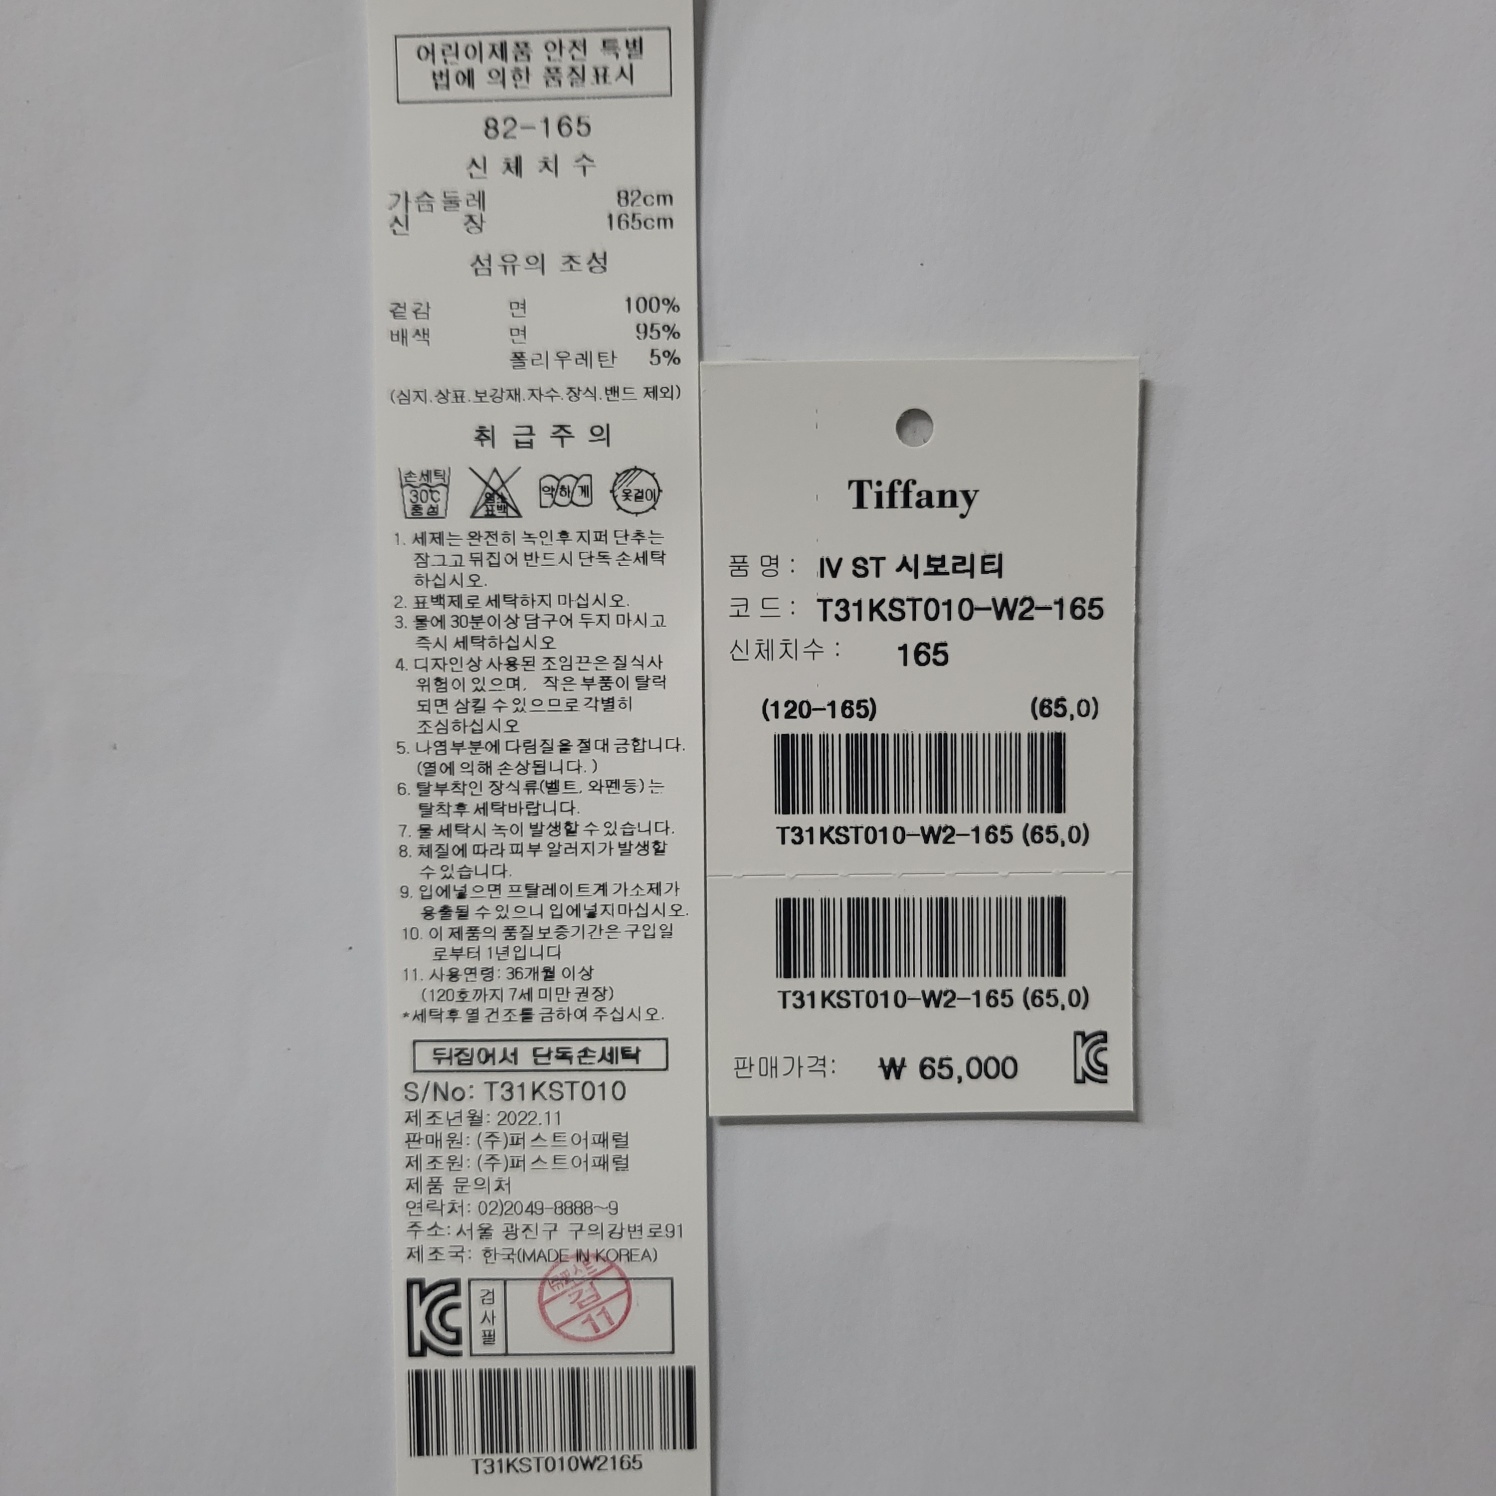 어린이제품 안전 특별
법에 의한 품질표시
82-165
신체치수
가슴둘레 82cm
신 장 165cm
섬유의 조성
겉감 면 100%
배색 면 95%
폴리우레탄 5%
(심지.상표.보강재.자수.장식.밴드 제외)
취급주의
손세탁
30℃
중성
염소
표백
약하게
옷걸이
1. 세제는 완전히 녹인후 지퍼 단추는
잠그고 뒤집어 반드시 단독 손세탁
하십시오.
2. 표백제로 세탁하지 마십시오.
3. 물에 30분이상 담구어 두지 마시고
즉시 세탁하십시오
4. 디자인상 사용된 조임끈은 질식사
위험이 있으며, 작은 부품이 탈락
되면 삼킬 수 있으므로 각별히
조심하십시오
5. 나염부분에 다림질을 절대 금합니다.
(열에 의해 손상됩니다.)
6. 탈부착인 장식류(벨트, 와펜등)는
탈착후 세탁바랍니다.
7. 물 세탁시 녹이 발생할 수 있습니다.
8. 체질에 따라 피부 알러지가 발생할
수 있습니다.
9. 입에넣으면 프탈레이트계 가소제가
용출될 수 있으니 입에넣지마십시오.
10. 이 제품의 품질보증기간은 구입일
로부터 1년입니다
11. 사용연령: 36개월 이상
(120호까지 7세 미만 권장)
*세탁후 열 건조를 금하여 주십시오.
뒤집어서 단독손세탁
S/No: T31KST010
제조년월: 2022.11
판매원: (주)퍼스트어패럴
제조원: (주)퍼스트어패럴
제품 문의처
연락처: 02)2049-8888~9
주소: 서울 광진구 구의강변로91
제조국: 한국(MADE IN KOREA)
검사필
검
11
T31KST010W2165
Tiffany
품 명 : IV ST 시보리티
코 드 : T31KST010-W2-165
신체치수 : 165
(120-165) (65,0)
T31KST010-W2-165 (65,0)
T31KST010-W2-165 (65,0)
판매가격: ₩ 65,000